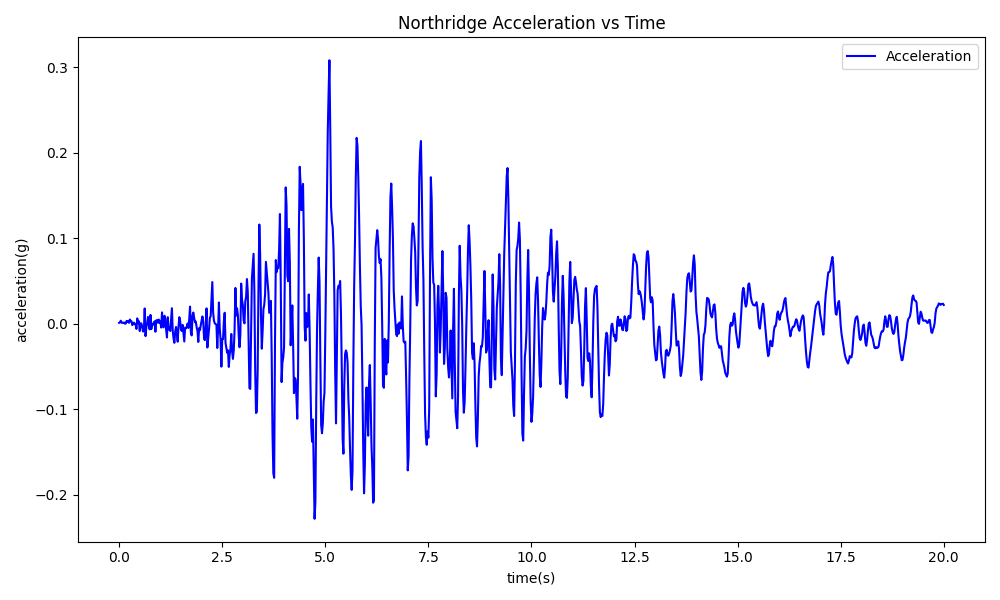 Northridge Acceleration vs Time
Acceleration
acceleration(g)
0.3
0.2
0.1
0.0
−0.1
−0.2
0.0 2.5 5.0 7.5 10.0 12.5 15.0 17.5 20.0
time(s)